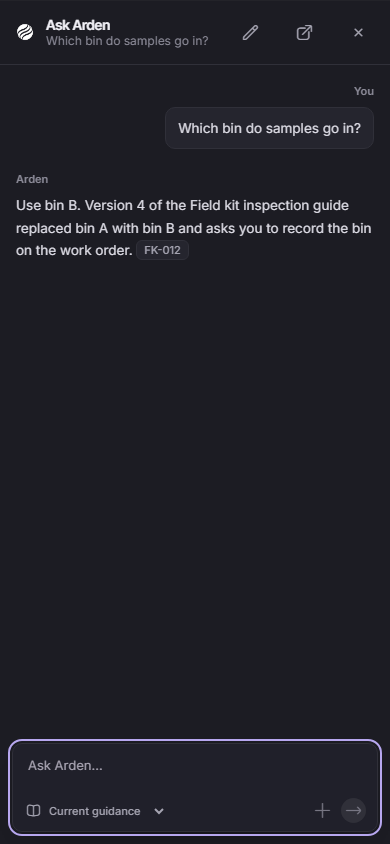 Ask Arden
Which bin do samples go in?
You
Which bin do samples go in?
Arden
Use bin B. Version 4 of the Field kit inspection guide
replaced bin A with bin B and asks you to record the bin
on the work order. FK-012
Ask Arden...
Current guidance